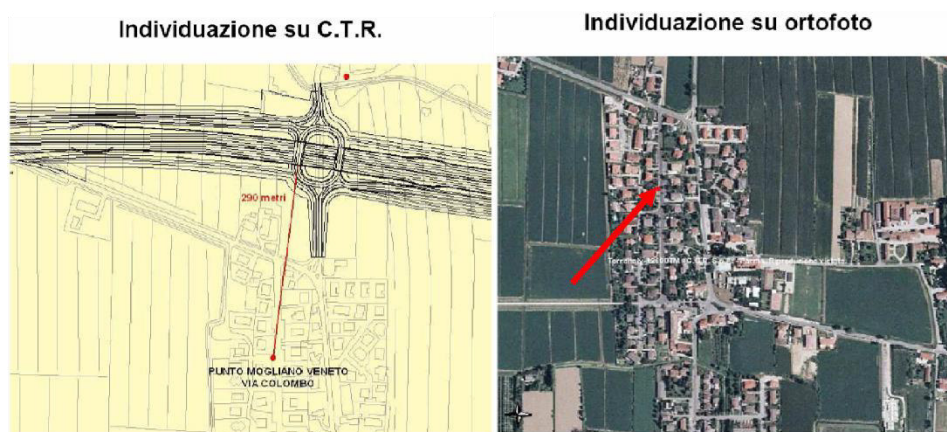 Individuazione su C.T.R.
Individuazione su ortofoto
290 metri
PUNTO MOGLIANO VENETO
VIA COLOMBO